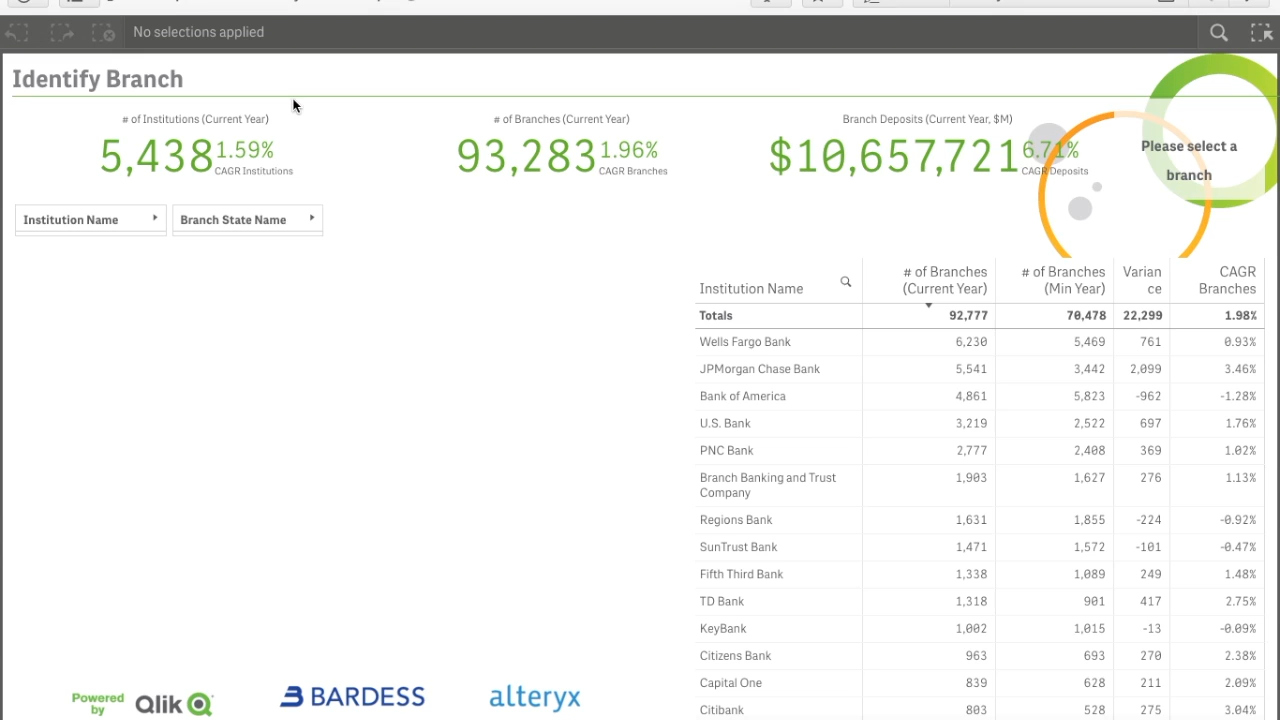 No selections applied
Identify Branch
# of Institutions (Current Year)
5,438 1.59%
CAGR Institutions
# of Branches (Current Year)
93,283 1.96%
CAGR Branches
Branch Deposits (Current Year, $M)
$10,657,721 6.71%
CAGR Deposits
Please select a
branch
Institution Name
Branch State Name
Institution Name # of Branches (Current Year) # of Branches (Min Year) Varian ce CAGR Branches
Totals 92,777 70,478 22,299 1.98%
Wells Fargo Bank 6,230 5,469 761 0.93%
JPMorgan Chase Bank 5,541 3,442 2,099 3.46%
Bank of America 4,861 5,823 -962 -1.28%
U.S. Bank 3,219 2,522 697 1.76%
PNC Bank 2,777 2,408 369 1.02%
Branch Banking and Trust 1,903 1,627 276 1.13%
Company
Regions Bank 1,631 1,855 -224 -0.92%
SunTrust Bank 1,471 1,572 -101 -0.47%
Fifth Third Bank 1,338 1,089 249 1.48%
TD Bank 1,318 901 417 2.75%
KeyBank 1,002 1,015 -13 -0.09%
Citizens Bank 963 693 270 2.38%
Capital One 839 628 211 2.09%
Citibank 803 528 275 3.04%
Powered
by
Qlik
BARDESS
alteryx